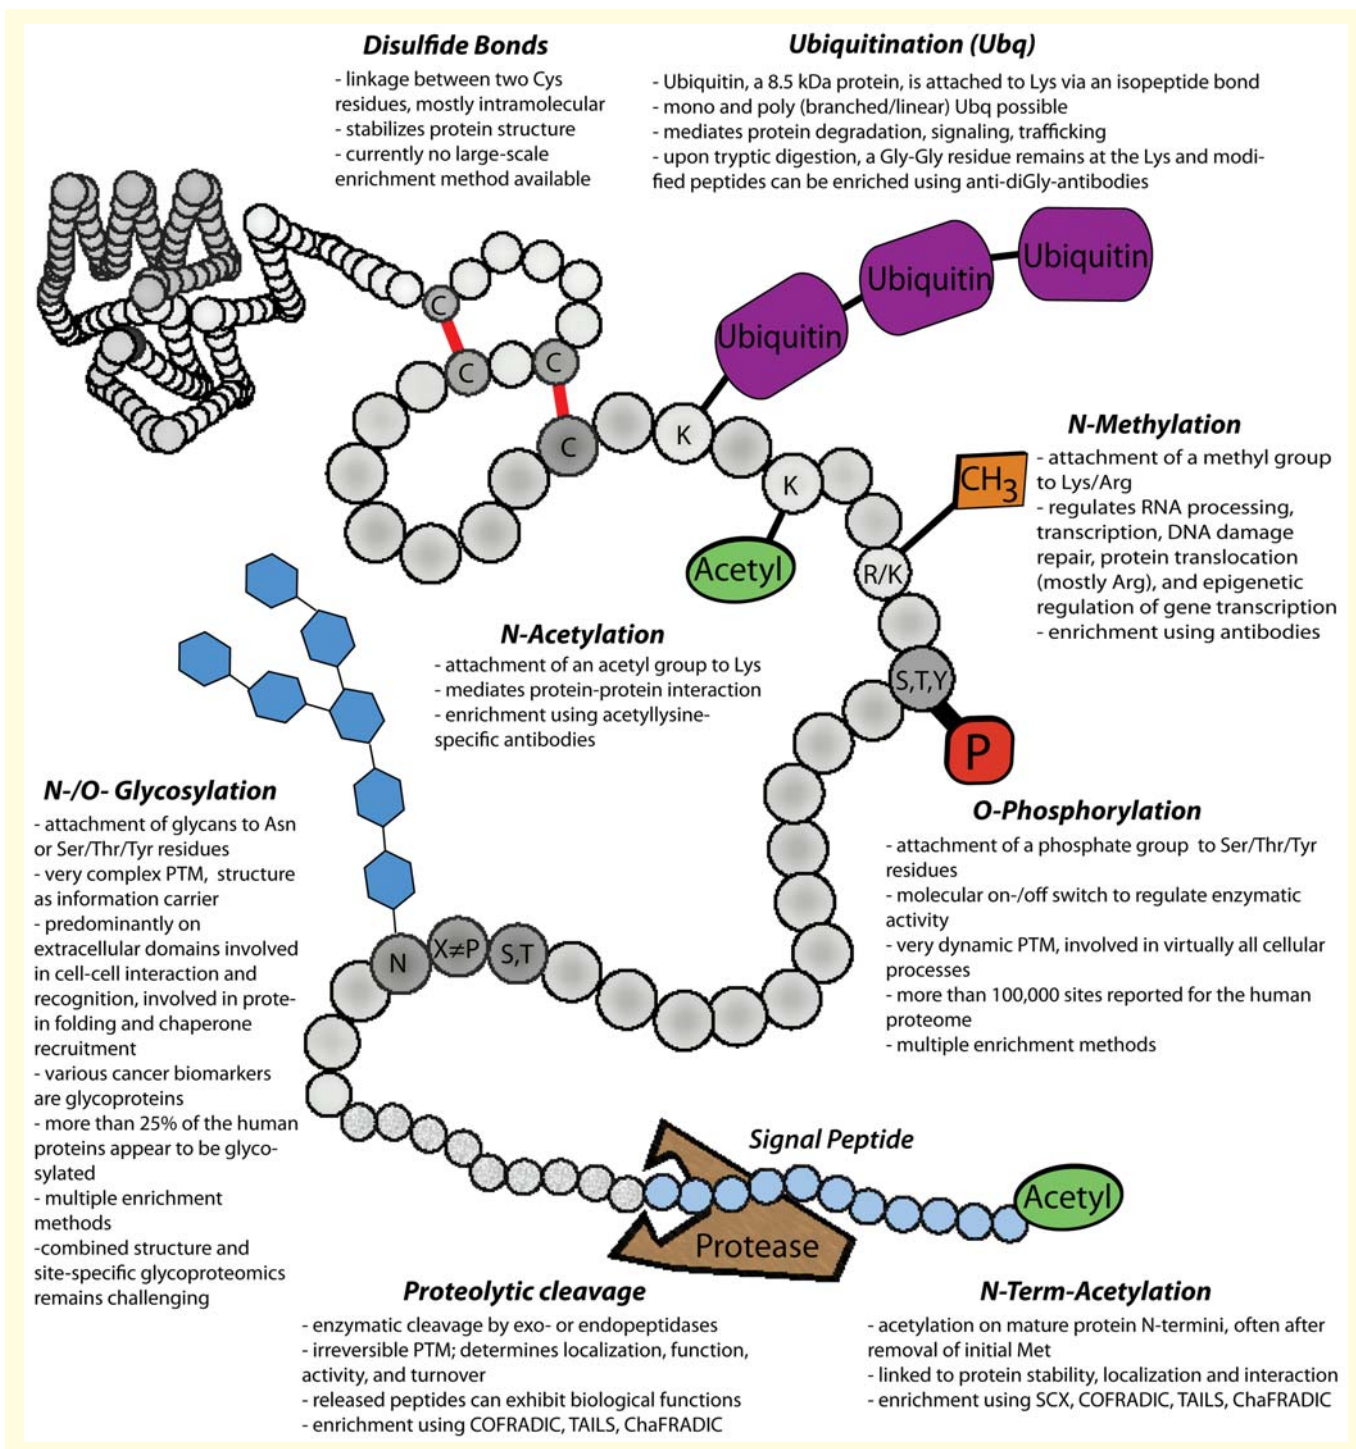 Disulfide Bonds
- linkage between two Cys
residues, mostly intramolecular
- stabilizes protein structure
- currently no large-scale
enrichment method available
Ubiquitination (Ubq)
- Ubiquitin, a 8.5 kDa protein, is attached to Lys via an isopeptide bond
- mono and poly (branched/linear) Ubq possible
- mediates protein degradation, signaling, trafficking
- upon tryptic digestion, a Gly-Gly residue remains at the Lys and modi-
fied peptides can be enriched using anti-diGly-antibodies
Ubiquitin
Ubiquitin
Ubiquitin
C
C
C
C
K
K
R/K
S,T,Y
CH3
Acetyl
P
N-Methylation
- attachment of a methyl group
to Lys/Arg
- regulates RNA processing,
transcription, DNA damage
repair, protein translocation
(mostly Arg), and epigenetic
regulation of gene transcription
- enrichment using antibodies
N-Acetylation
- attachment of an acetyl group to Lys
- mediates protein-protein interaction
- enrichment using acetyllysine-
specific antibodies
N-/O- Glycosylation
- attachment of glycans to Asn
or Ser/Thr/Tyr residues
- very complex PTM, structure
as information carrier
- predominantly on
extracellular domains involved
in cell-cell interaction and
recognition, involved in prote-
in folding and chaperone
recruitment
- various cancer biomarkers
are glycoproteins
- more than 25% of the human
proteins appear to be glyco-
sylated
- multiple enrichment
methods
-combined structure and
site-specific glycoproteomics
remains challenging
O-Phosphorylation
- attachment of a phosphate group to Ser/Thr/Tyr
residues
- molecular on-/off switch to regulate enzymatic
activity
- very dynamic PTM, involved in virtually all cellular
processes
- more than 100,000 sites reported for the human
proteome
- multiple enrichment methods
N
X≠P
S,T
Signal Peptide
Acetyl
Protease
Proteolytic cleavage
- enzymatic cleavage by exo- or endopeptidases
- irreversible PTM; determines localization, function,
activity, and turnover
- released peptides can exhibit biological functions
- enrichment using COFRADIC, TAILS, ChaFRADIC
N-Term-Acetylation
- acetylation on mature protein N-termini, often after
removal of initial Met
- linked to protein stability, localization and interaction
- enrichment using SCX, COFRADIC, TAILS, ChaFRADIC